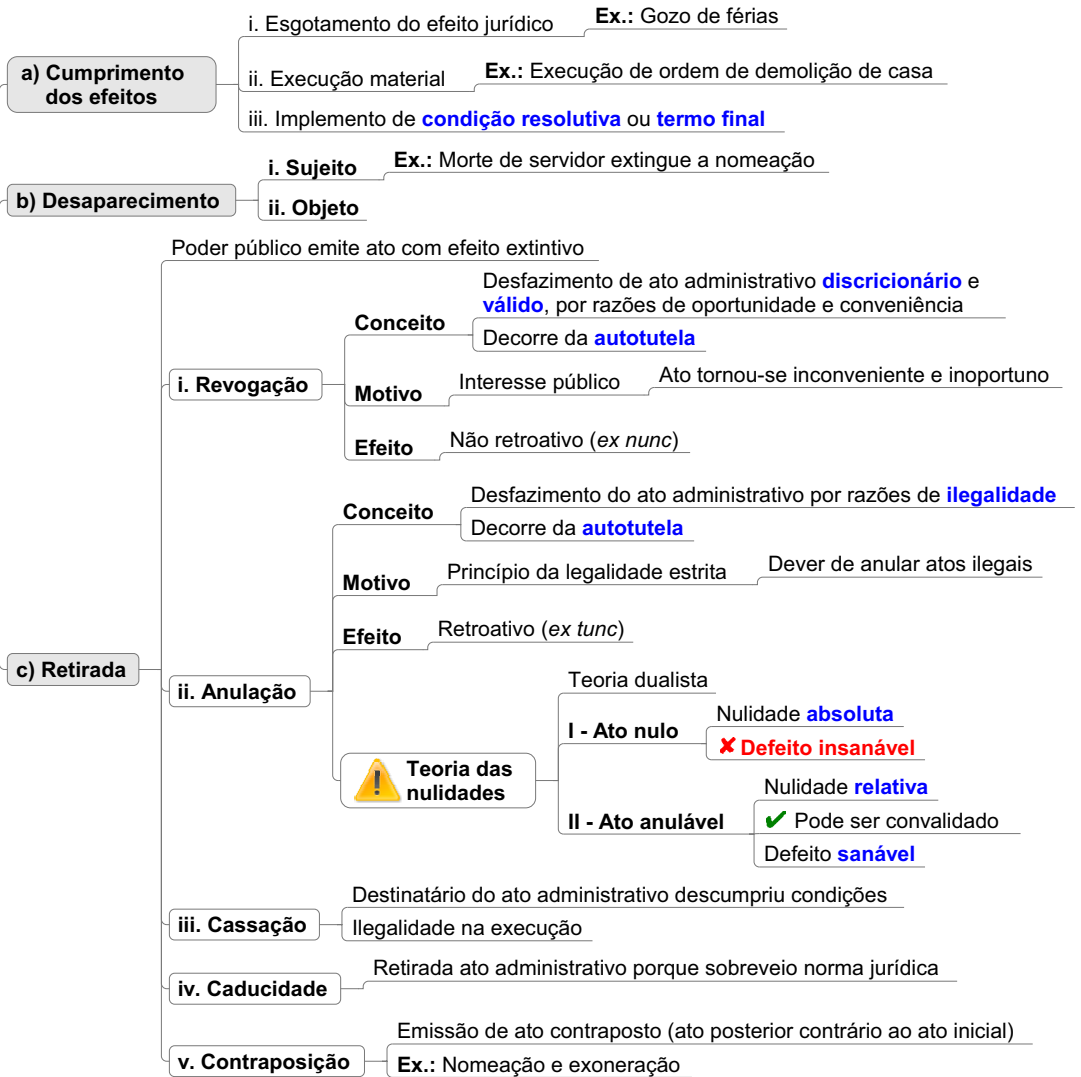 a) Cumprimento
dos efeitos
i. Esgotamento do efeito jurídico
Ex.: Gozo de férias
ii. Execução material
Ex.: Execução de ordem de demolição de casa
iii. Implemento de condição resolutiva ou termo final
b) Desaparecimento
i. Sujeito
Ex.: Morte de servidor extingue a nomeação
ii. Objeto
c) Retirada
Poder público emite ato com efeito extintivo
i. Revogação
Conceito
Desfazimento de ato administrativo discricionário e
válido, por razões de oportunidade e conveniência
Decorre da autotutela
Motivo
Interesse público
Ato tornou-se inconveniente e inoportuno
Efeito
Não retroativo (ex nunc)
ii. Anulação
Conceito
Desfazimento do ato administrativo por razões de ilegalidade
Decorre da autotutela
Motivo
Princípio da legalidade estrita
Dever de anular atos ilegais
Efeito
Retroativo (ex tunc)
Teoria das
nulidades
Teoria dualista
I - Ato nulo
Nulidade absoluta
✘ Defeito insanável
II - Ato anulável
Nulidade relativa
✔ Pode ser convalidado
Defeito sanável
iii. Cassação
Destinatário do ato administrativo descumpriu condições
Ilegalidade na execução
iv. Caducidade
Retirada ato administrativo porque sobreveio norma jurídica
v. Contraposição
Emissão de ato contraposto (ato posterior contrário ao ato inicial)
Ex.: Nomeação e exoneração